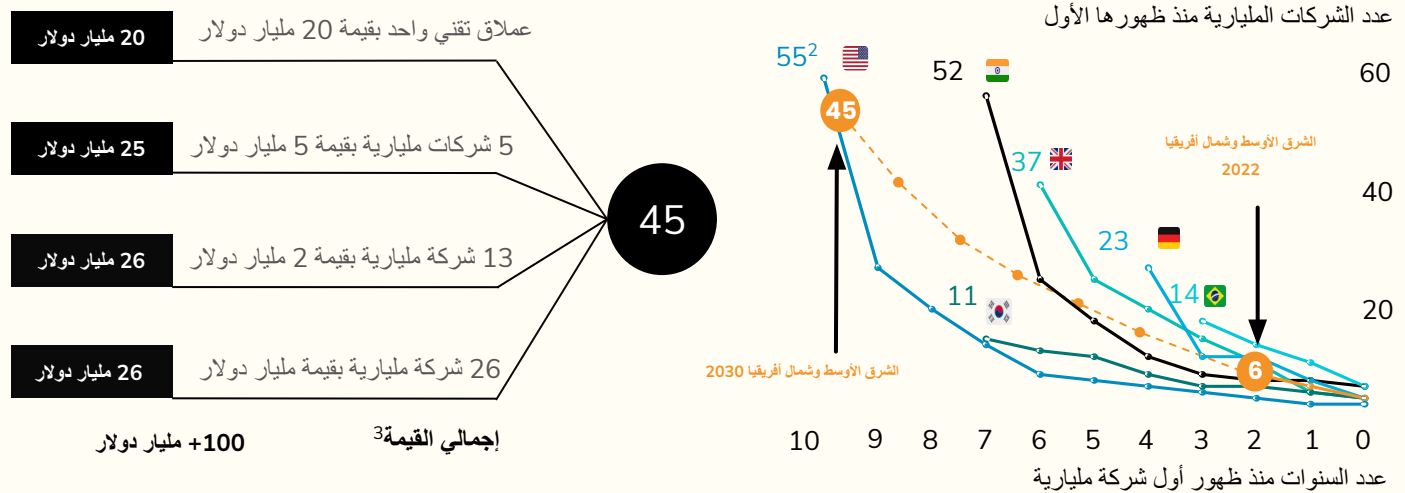 عدد الشركات المليارية منذ ظهورها الأول
60
40
20
55²
52
37
23
14
11
45
6
الشرق الأوسط وشمال أفريقيا
2022
الشرق الأوسط وشمال أفريقيا 2030
10 9 8 7 6 5 4 3 2 1 0
عدد السنوات منذ ظهور أول شركة مليارية
45
عملاق تقني واحد بقيمة 20 مليار دولار
20 مليار دولار
5 شركات مليارية بقيمة 5 مليار دولار
25 مليار دولار
13 شركة مليارية بقيمة 2 مليار دولار
26 مليار دولار
26 شركة مليارية بقيمة مليار دولار
26 مليار دولار
إجمالي القيمة³
100+ مليار دولار